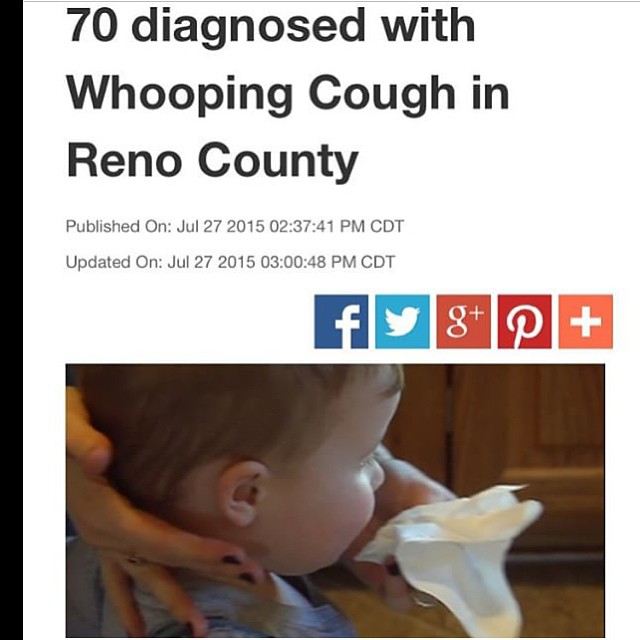 70 diagnosed with
Whooping Cough in
Reno County
Published On: Jul 27 2015 02:37:41 PM CDT
Updated On: Jul 27 2015 03:00:48 PM CDT
f g+ +